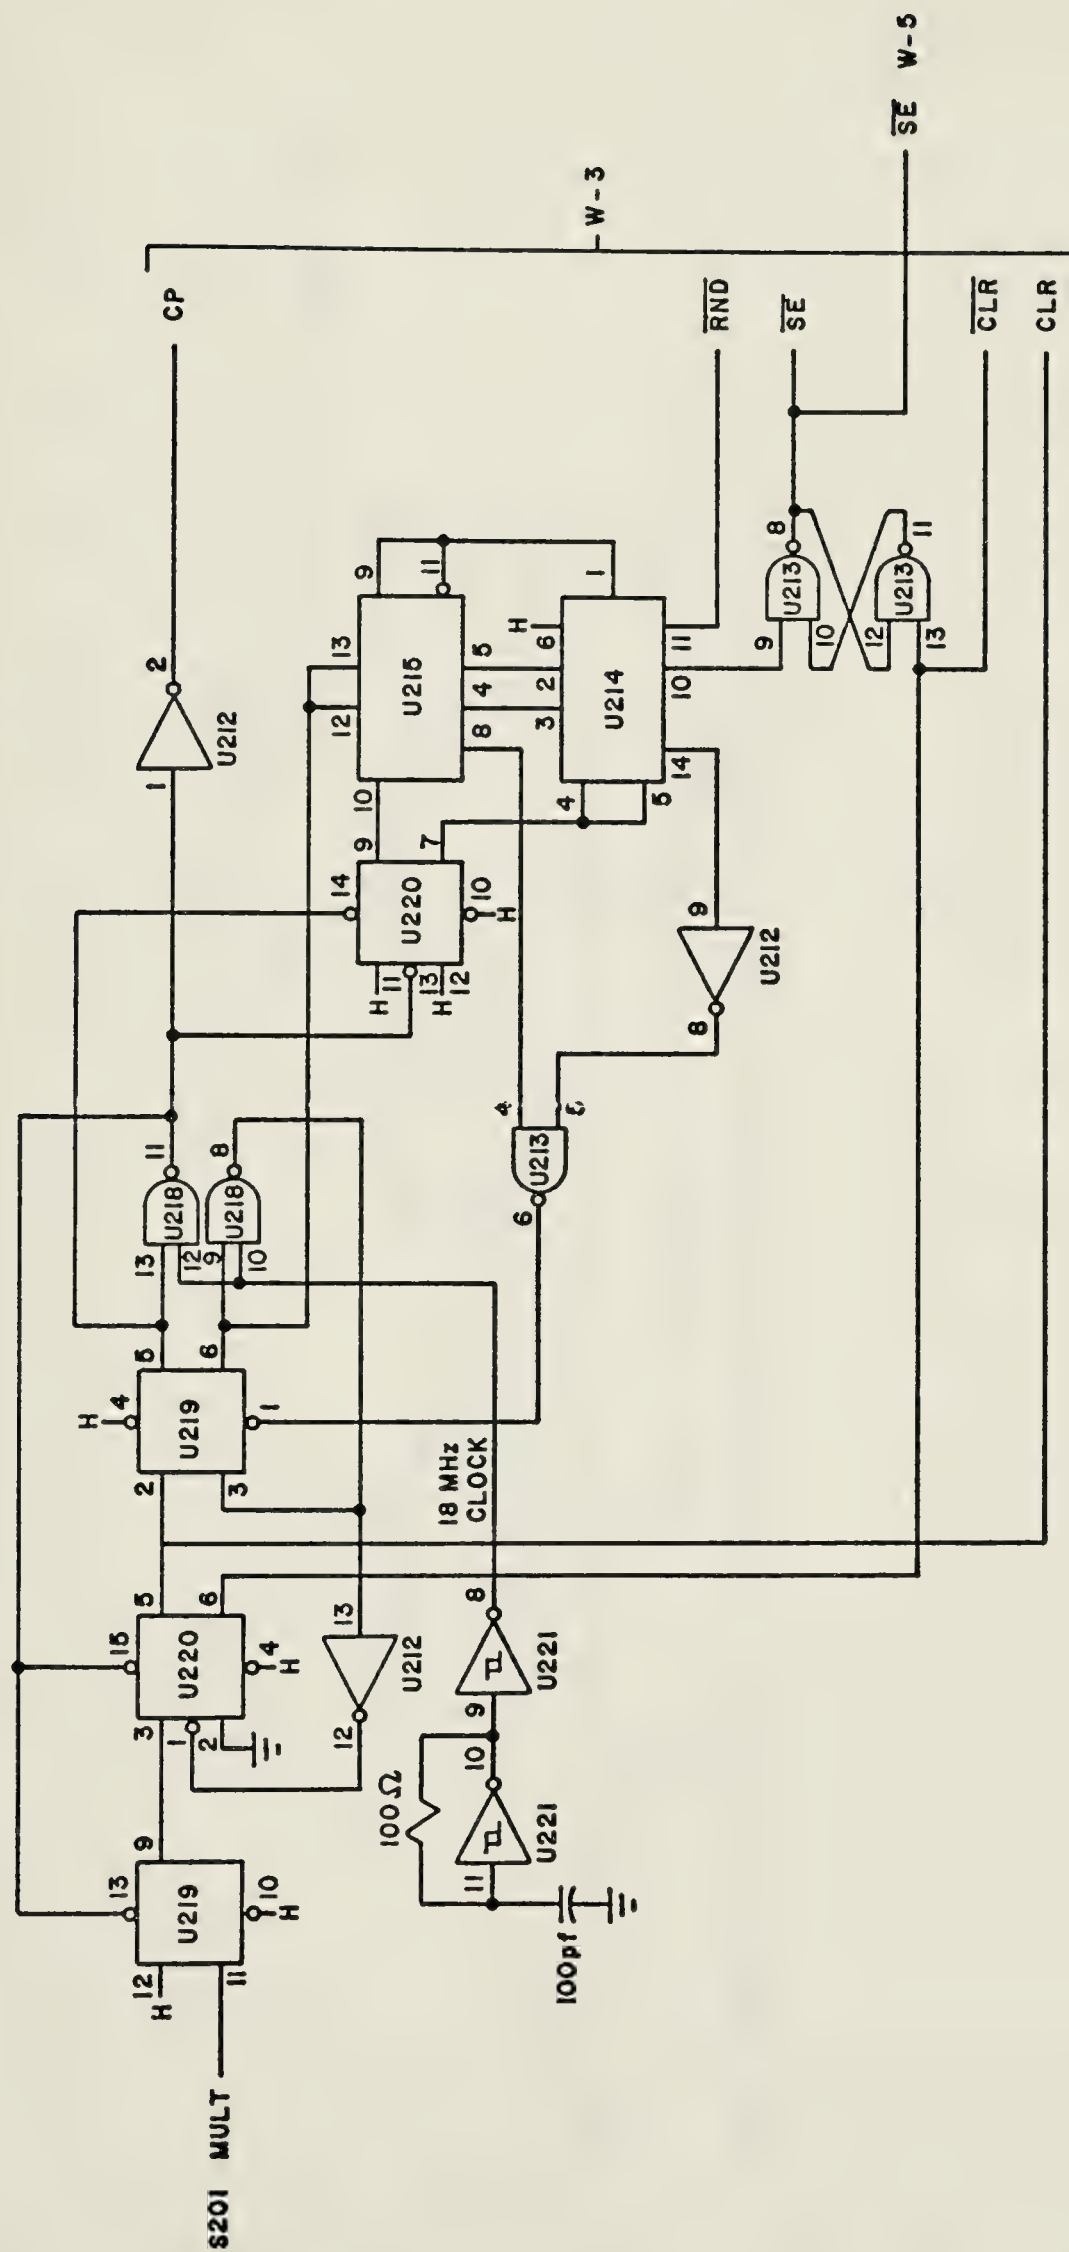 S201 MULT
H 12
11
U219
13
10 H
9
3
1
2
U220
15
4 H
5
6
2
3
U219
H 4
1
5
6
13
12
U218
11
9
10
U218
8
13
12
U212
100Ω
11
10
U221
9
8
U221
100pf
18 MHz
CLOCK
1
2
U212
CP
H
11
13
H 12
U220
14
10
H
9
7
10
12
13
9
11
U215
8
4
5
3
2
6
H
1
4
5
U214
14
10
11
9
8
U212
4
6
U213
RND
9
10
U213
8
12
13
U213
11
SE
SE W-5
W-3
CLR
CLR